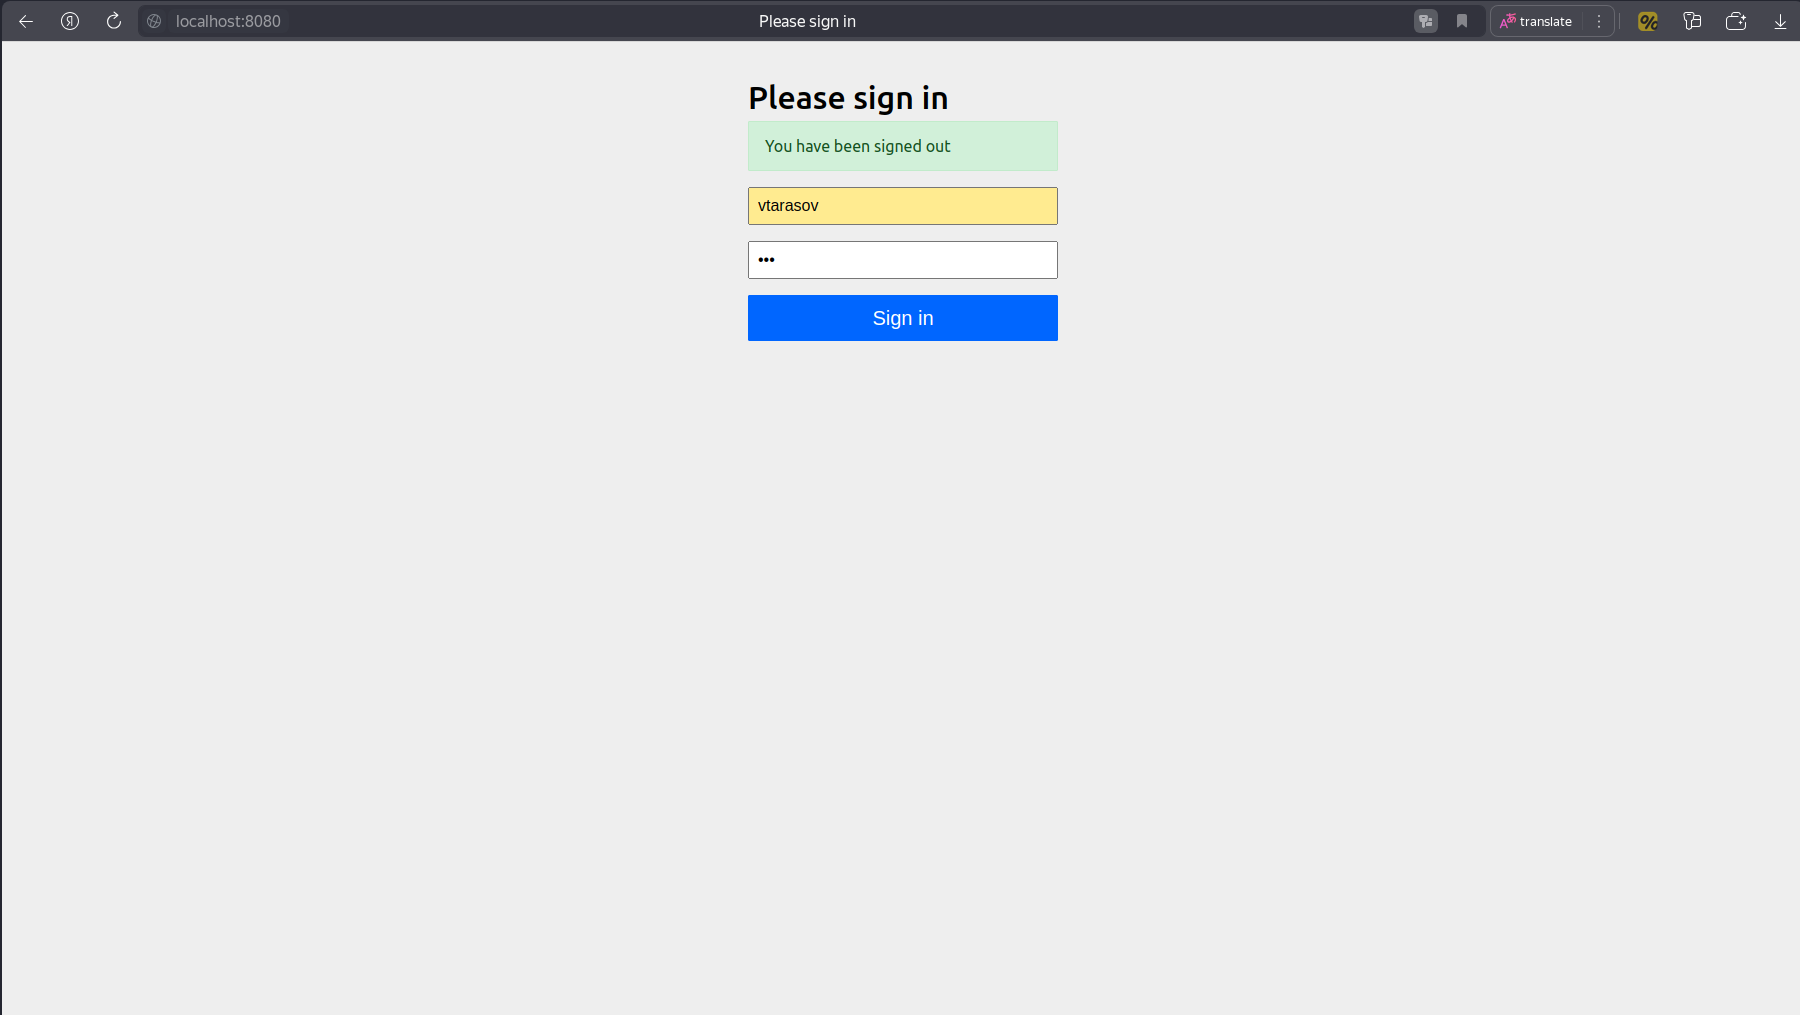 localhost:8080
Please sign in
translate
Please sign in
You have been signed out
vtarasov
•••
Sign in